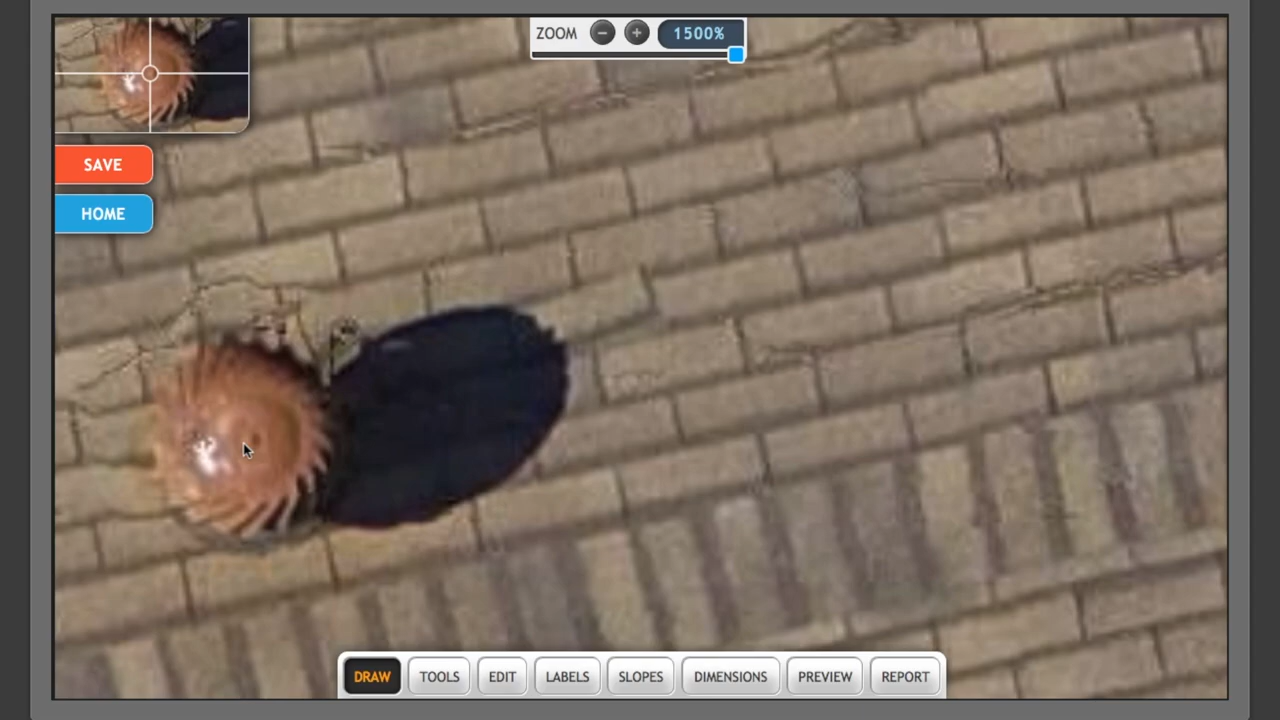 ZOOM
1500%
SAVE
HOME
DRAW
TOOLS
EDIT
LABELS
SLOPES
DIMENSIONS
PREVIEW
REPORT